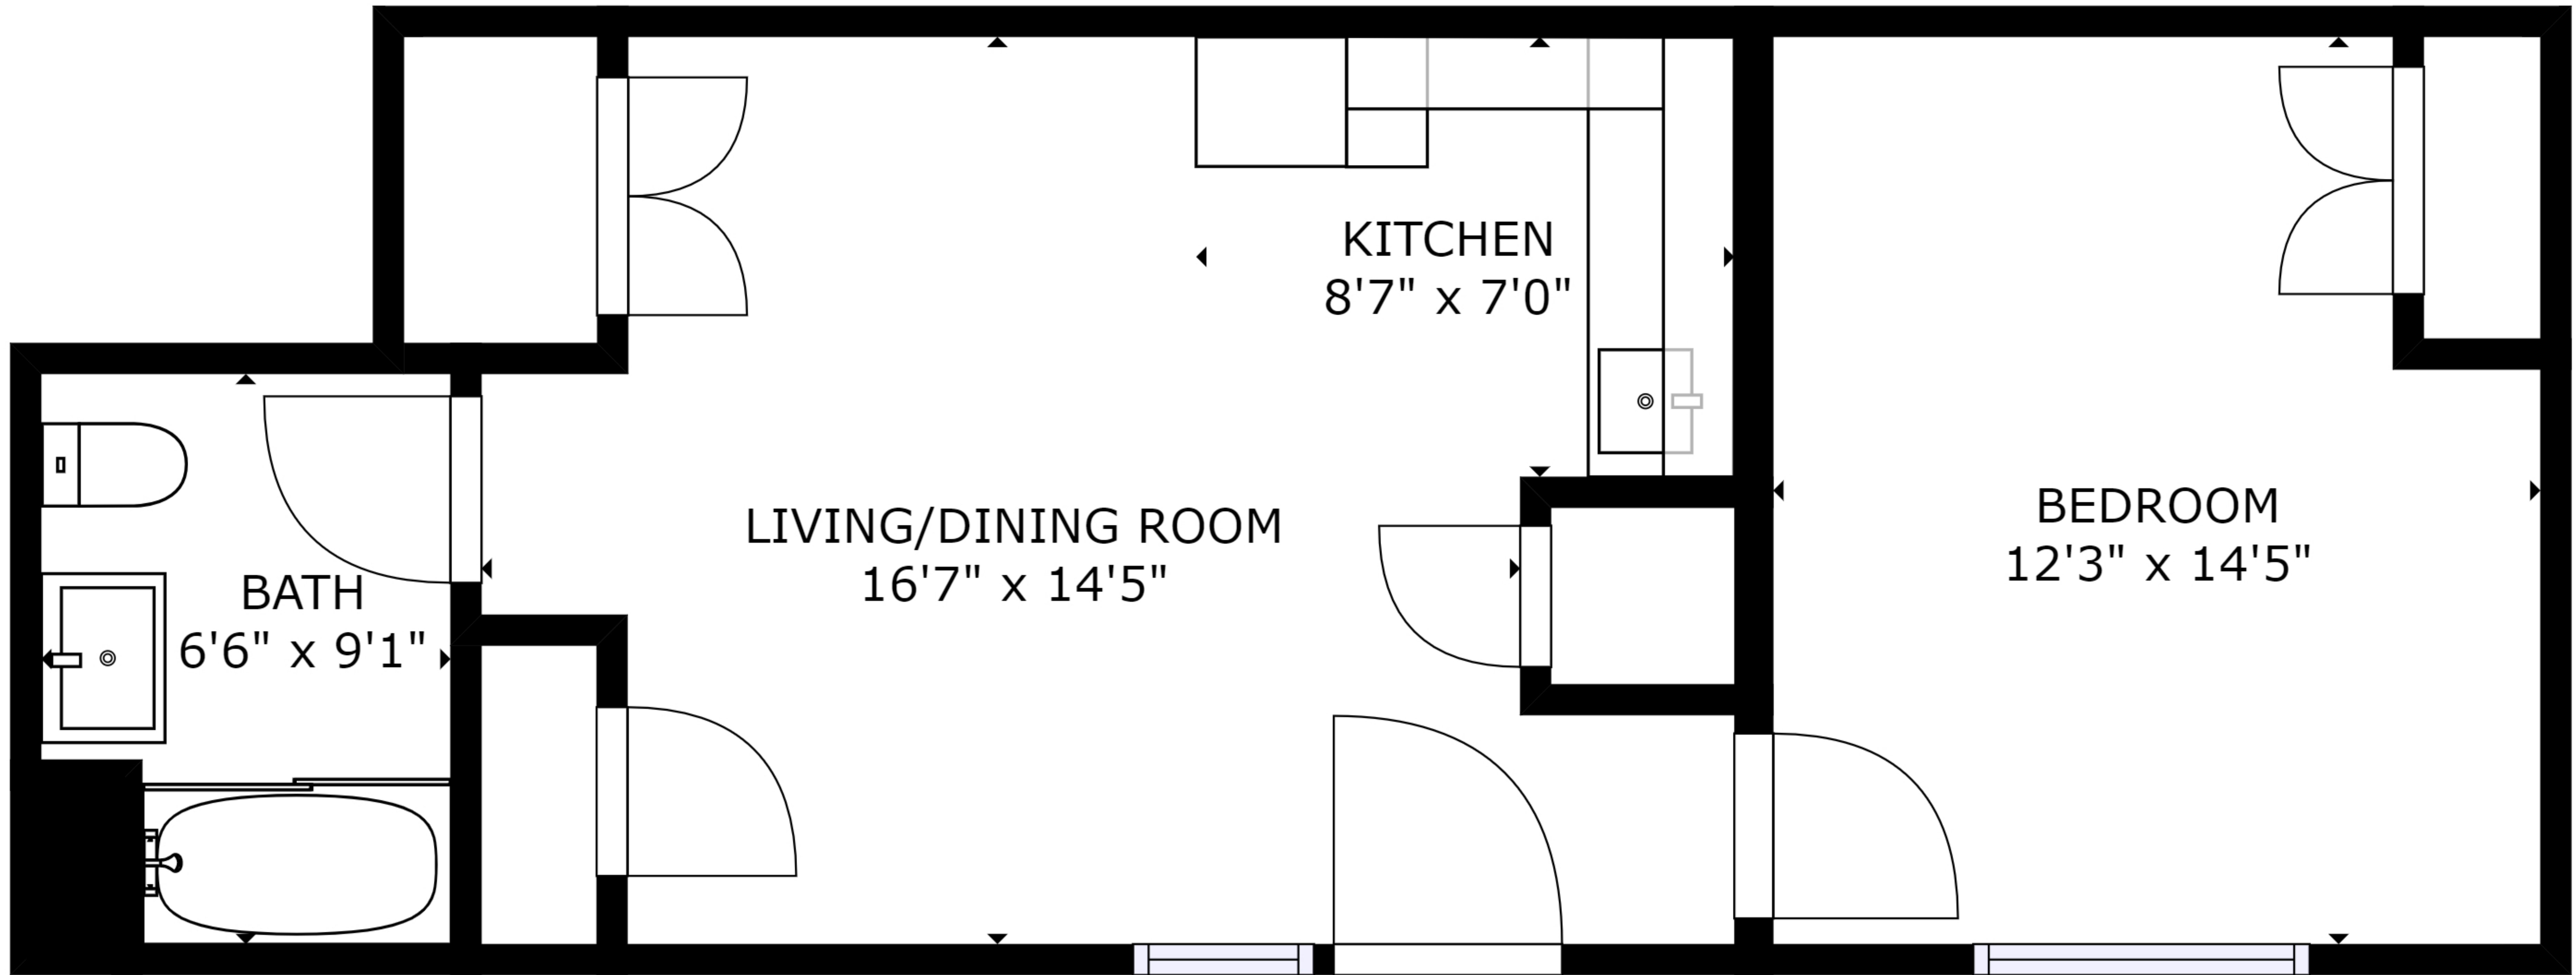 KITCHEN
8'7" x 7'0"
LIVING/DINING ROOM
16'7" x 14'5"
BEDROOM
12'3" x 14'5"
BATH
6'6" x 9'1"